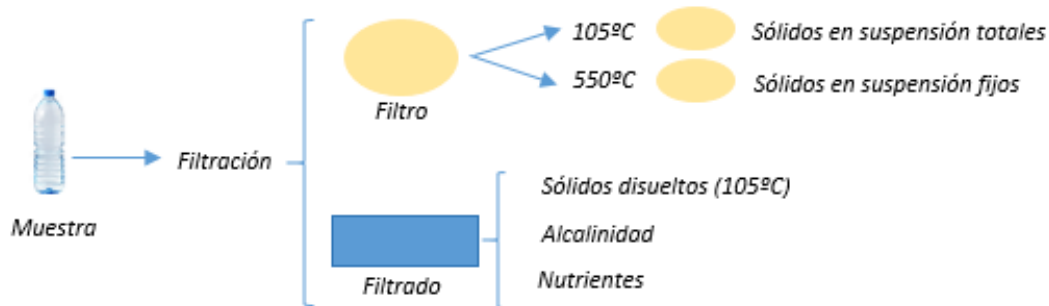 105ºC Sólidos en suspensión totales
550ºC Sólidos en suspensión fijos
Filtro
Filtración
Muestra
Sólidos disueltos (105ºC)
Alcalinidad
Filtrado
Nutrientes